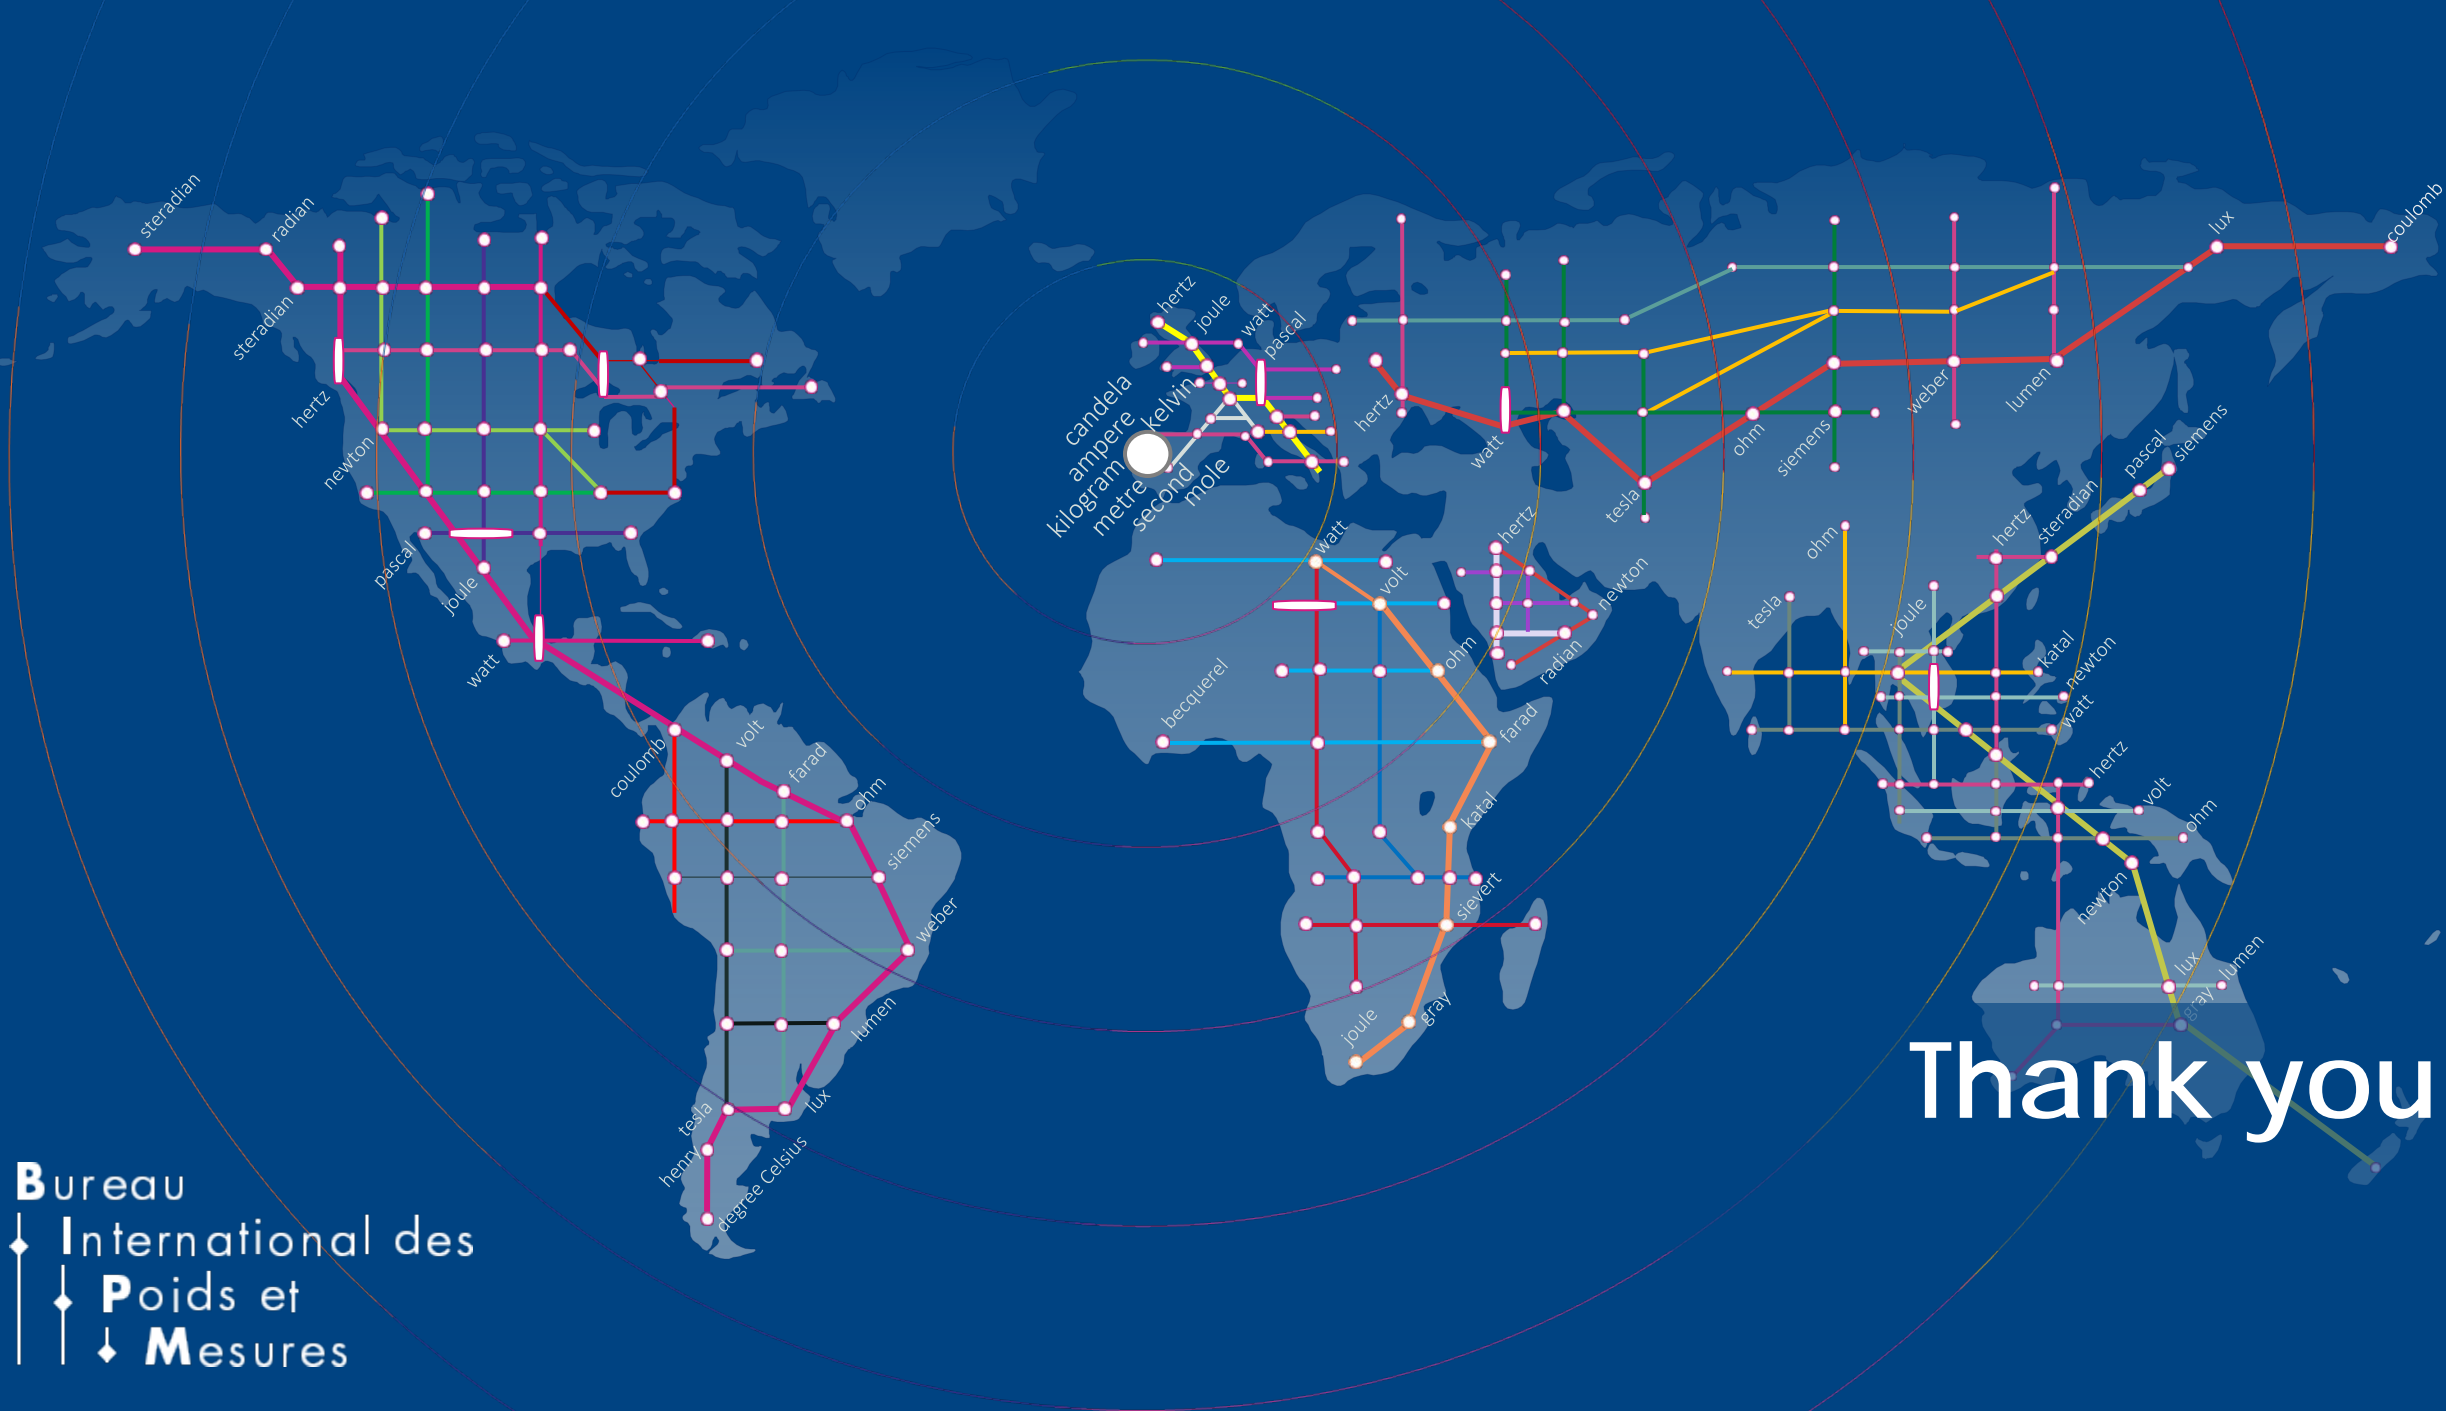 steradian
radian
steradian
hertz
newton
pascal
joule
watt
coulomb
volt
farad
ohm
siemens
weber
lumen
lux
tesla
henry
degree Celsius
hertz
joule
watt
pascal
candela
ampere
kelvin
kilogram
metre
second
mole
watt
volt
ohm
becquerel
farad
katal
sievert
gray
joule
hertz
newton
radian
hertz
watt
tesla
ohm
siemens
weber
lumen
lux
coulomb
siemens
pascal
steradian
hertz
ohm
tesla
joule
katal
newton
watt
hertz
volt
ohm
newton
lux
lumen
gray
Thank you
Bureau
International des
Poids et
Mesures